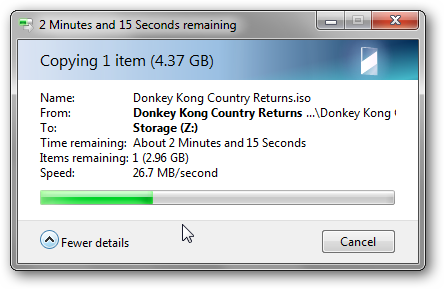 2 Minutes and 15 Seconds remaining
Copying 1 item (4.37 GB)
Name: Donkey Kong Country Returns.iso
From: Donkey Kong Country Returns ...\Donkey Kong C
To: Storage (Z:)
Time remaining: About 2 Minutes and 15 Seconds
Items remaining: 1 (2.96 GB)
Speed: 26.7 MB/second
Fewer details
Cancel